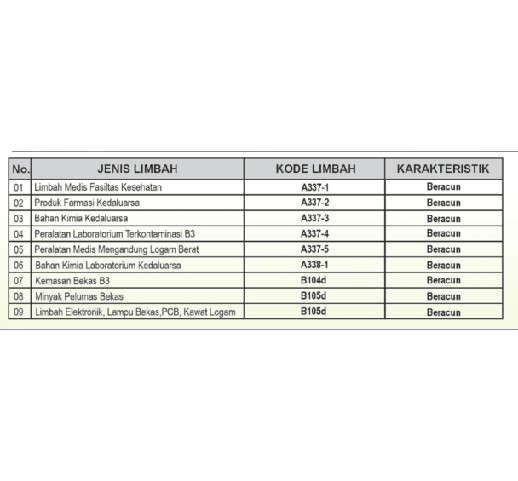 No. JENIS LIMBAH KODE LIMBAH KARAKTERISTIK
01 Limbah Medis Fasiltas Kesehatan A337-1 Beracun
02 Produk Farmasi Kedaluarsa A337-2 Beracun
03 Bahan Kimia Kedaluarsa A337-3 Beracun
04 Peralatan Laboratorium Terkontaminasi B3 A337-4 Beracun
05 Peralatan Medis Mengandung Logam Berat A337-5 Beracun
06 Bahan Kimia Laboratorium Kedaluarsa A338-1 Beracun
07 Kemasan Bekas B3 B104d Beracun
08 Minyak Pelumas Bekas B105d Beracun
09 Limbah Elektronik, Lampu Bekas,PCB, Kawat Logam B105d Beracun